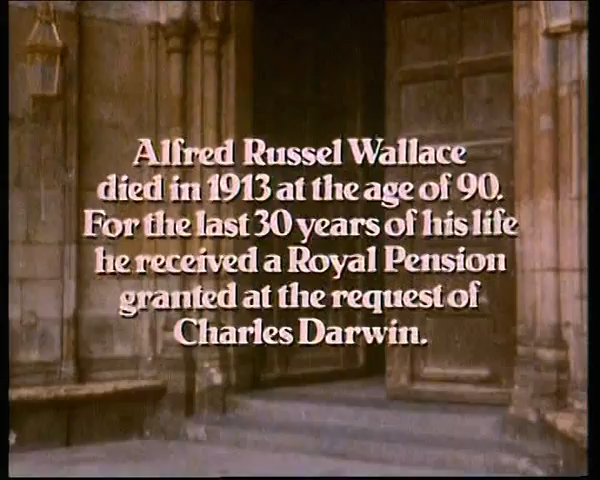 Alfred Russel Wallace
died in 1913 at the age of 90.
For the last 30 years of his life
he received a Royal Pension
granted at the request of
Charles Darwin.